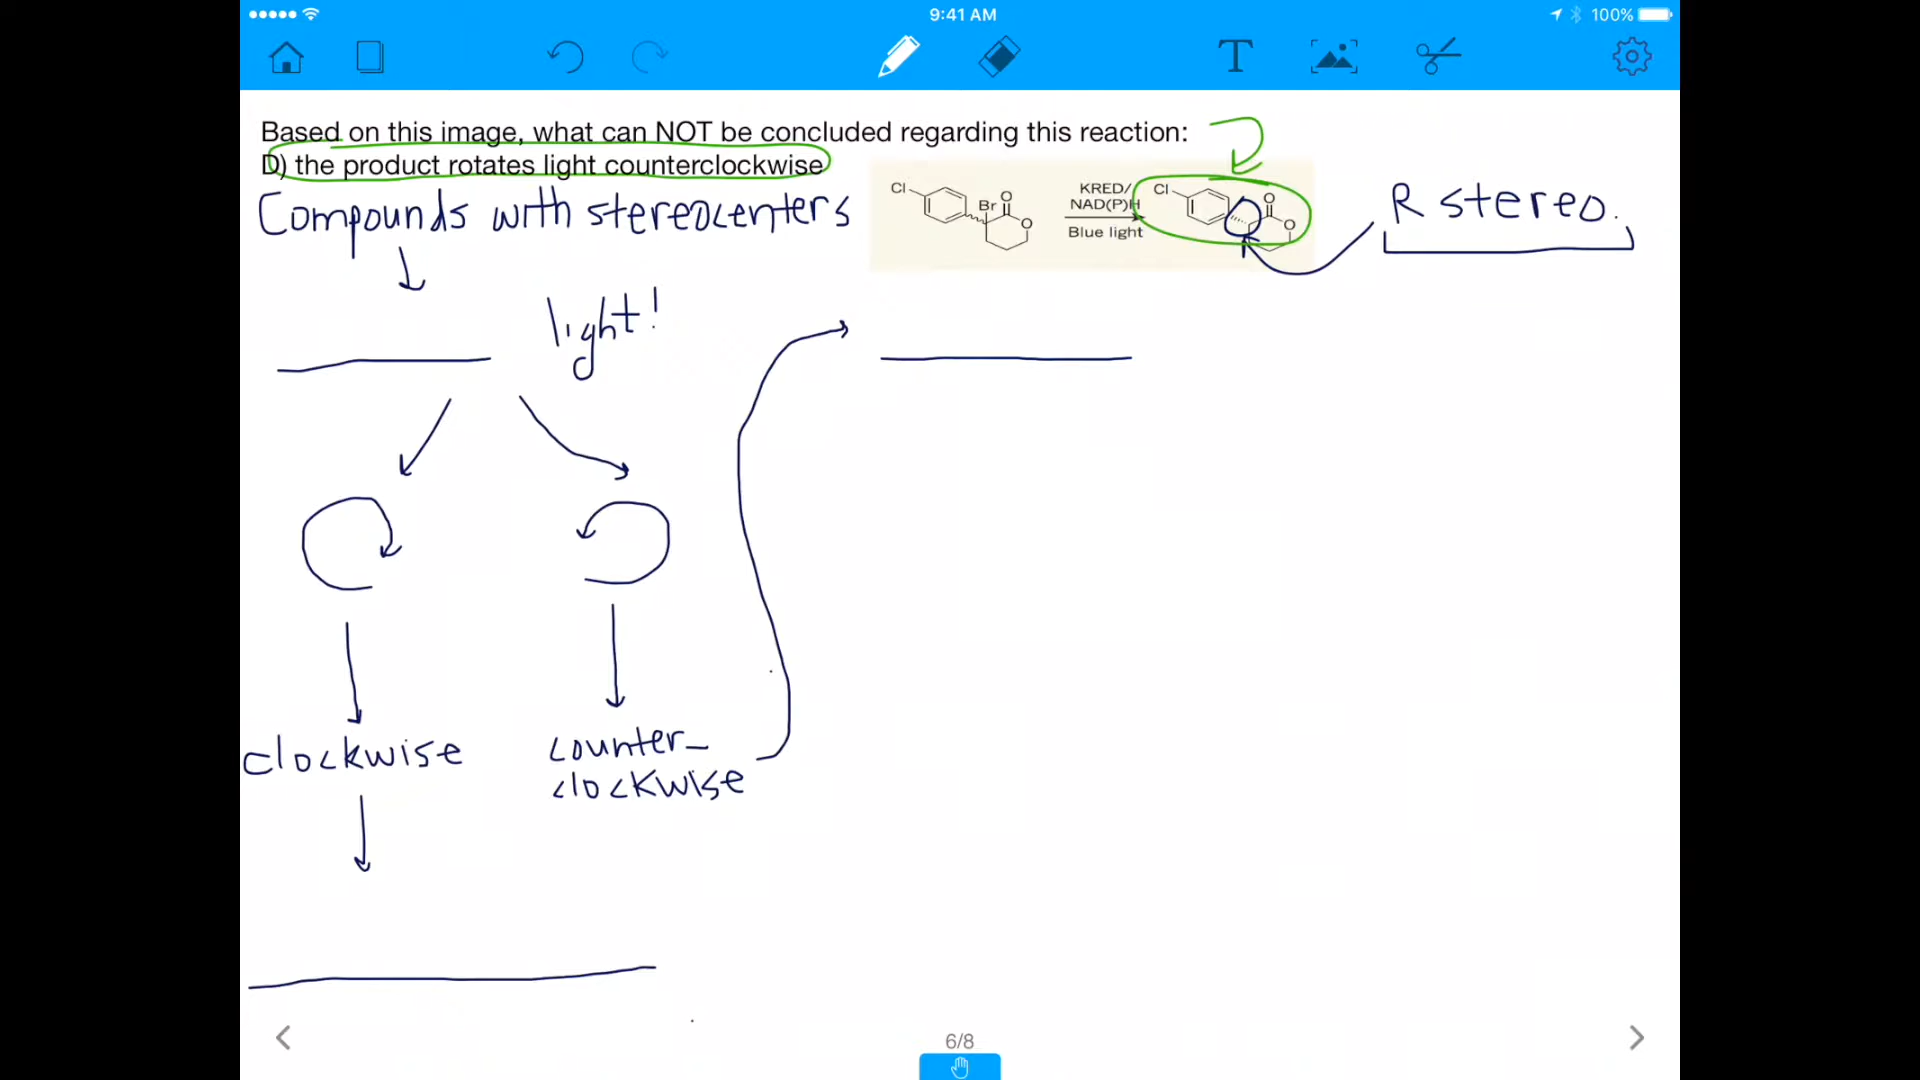 9:41 AM
100%
T
Based on this image, what can NOT be concluded regarding this reaction:
D) the product rotates light counterclockwise
Compounds with stereocenters
Cl
Br
O
O
KRED/
NAD(P)H
Blue light
Cl
O
O
R stereo.
light!
clockwise
counter-
clockwise
6/8